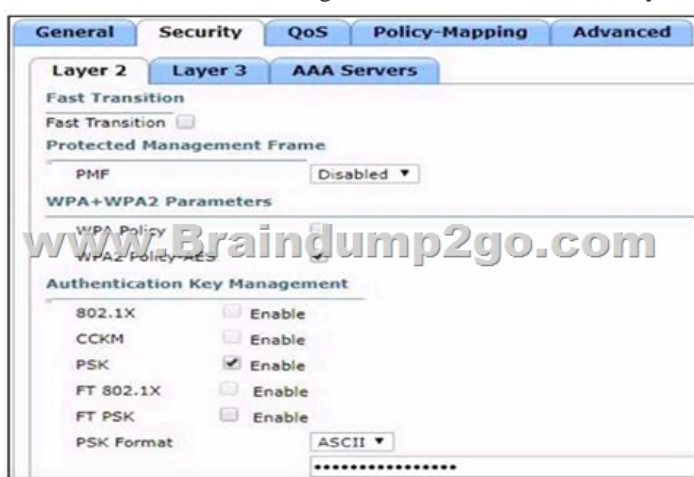 General Security QoS Policy-Mapping Advanced
Layer 2 Layer 3 AAA Servers
Fast Transition
Fast Transition
Protected Management Frame
PMF Disabled
WPA+WPA2 Parameters
WPA Policy
www.Braindump2go.com
WPA2 Policy-AES
Authentication Key Management
802.1X Enable
CCKM Enable
PSK Enable
FT 802.1X Enable
FT PSK Enable
PSK Format ASCII
••••••••••••••••